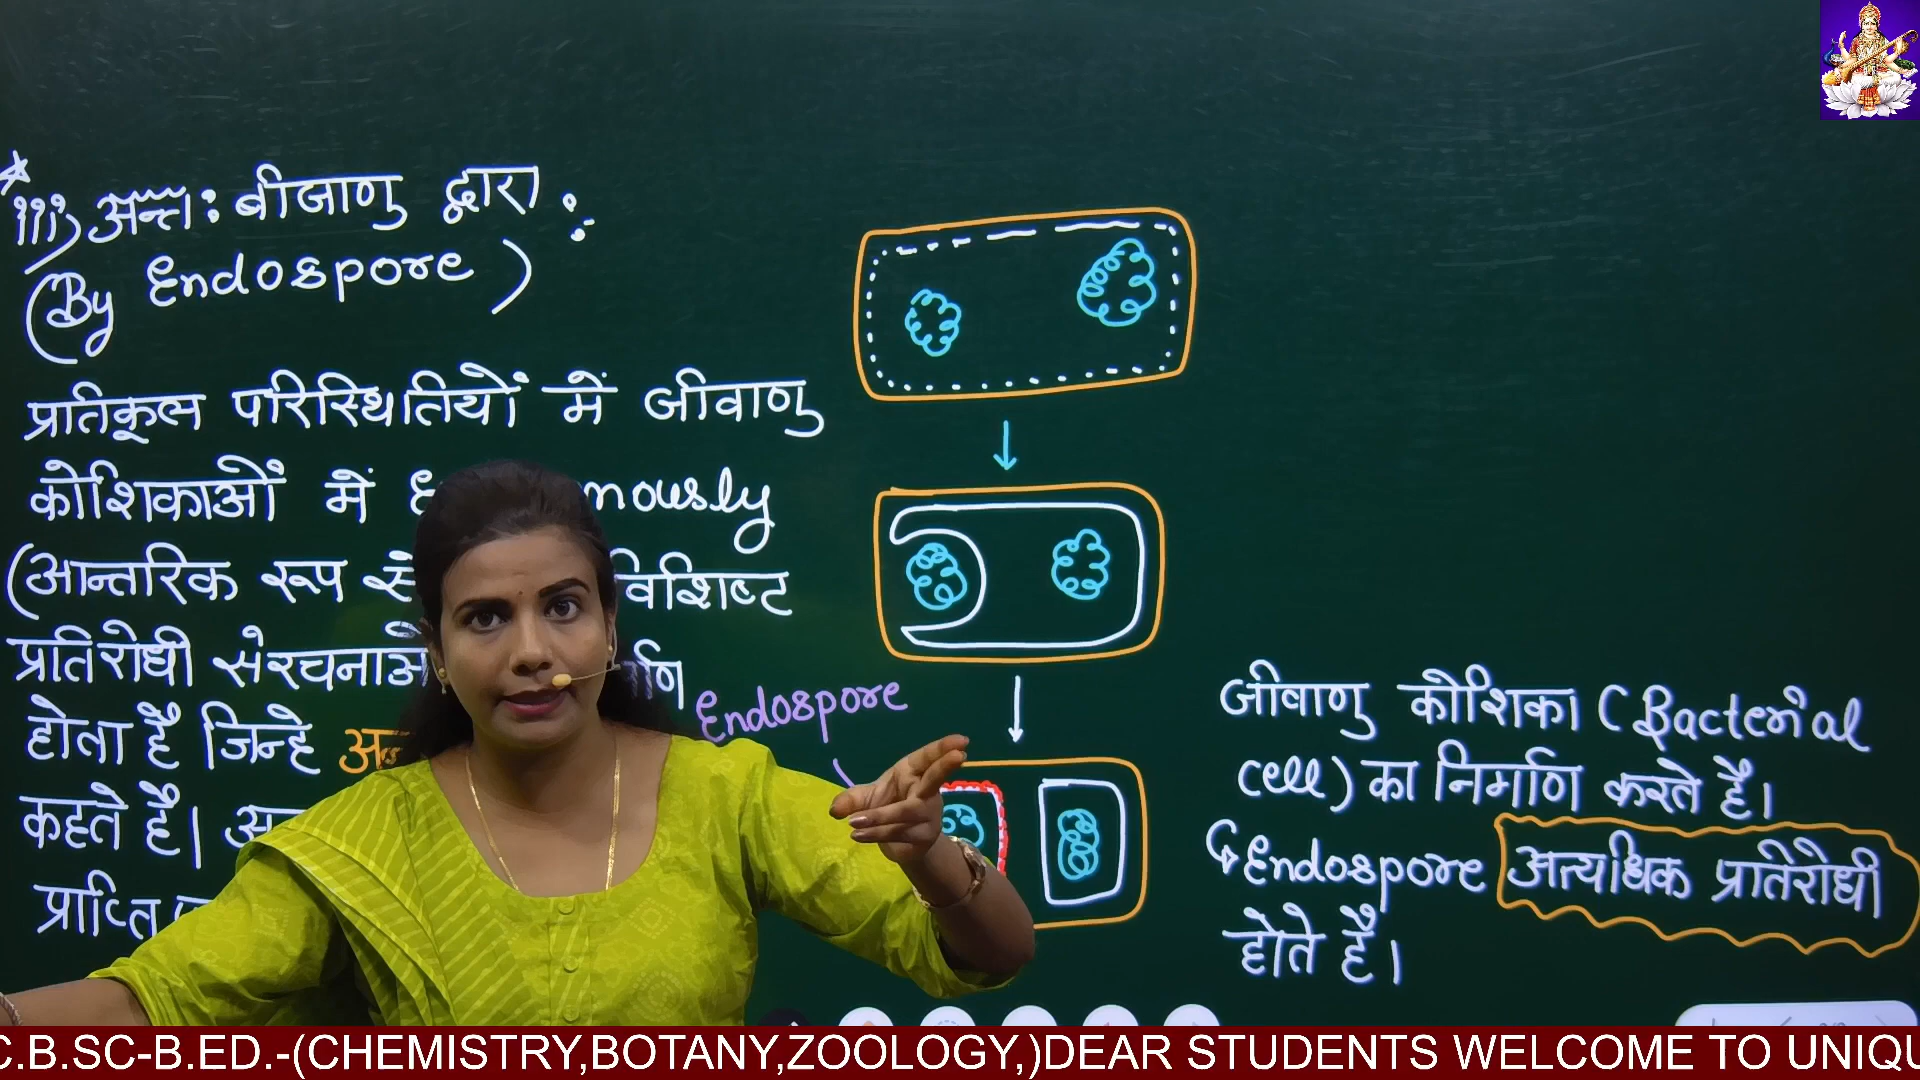 iii) अन्त: बीजाणु द्वारा :-
(By Endospore)
प्रतिकूल परिस्थितियों में जीवाणु
कोशिकाओं में
(आन्तरिक रूप से विशिष्ट
प्रतिरोधी संरचनाओ
होता है जिन्हे
कहते है।
प्राप्ति
Endospore
जीवाणु कोशिका (Bacterial
cell) का निर्माण करते है।
↳ Endospore अत्यधिक प्रतिरोधी
होते है।
C.B.SC-B.ED.-(CHEMISTRY,BOTANY,ZOOLOGY,)DEAR STUDENTS WELCOME TO UNIQU